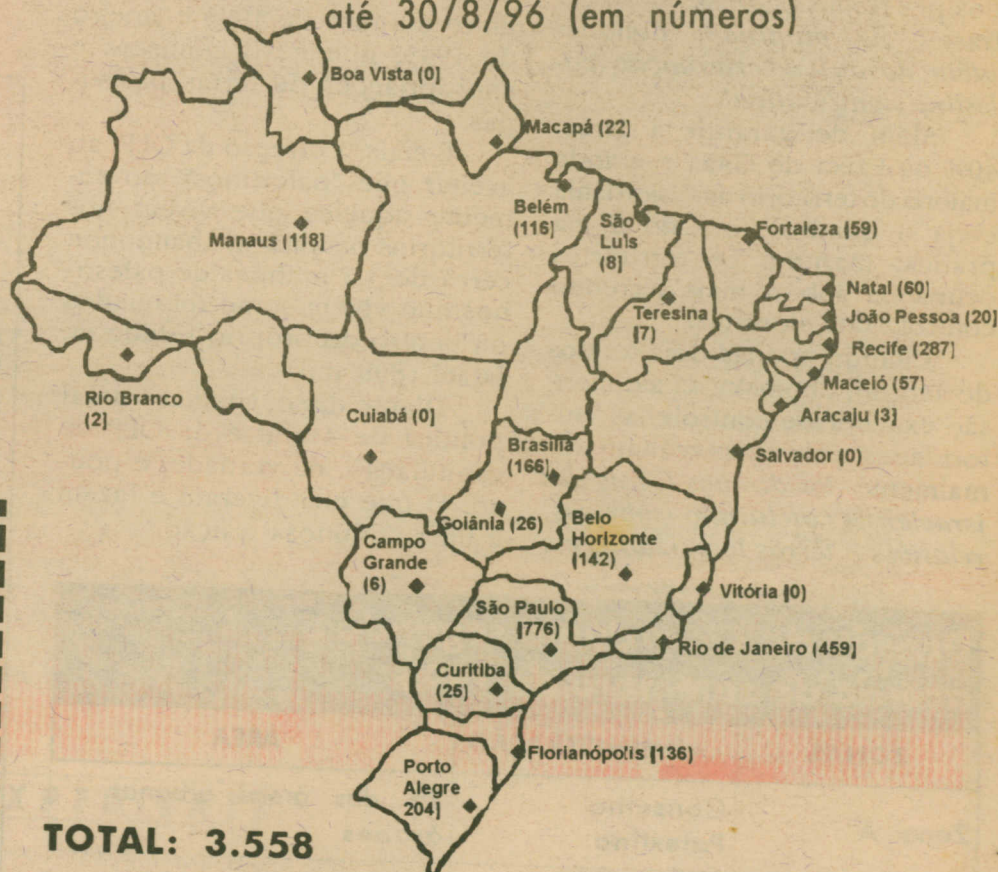 até 30/8/96 (em números)
Boa Vista (0]
Macapá (22]
Belém
(116]
São
Luís
(8]
Fortaleza (59)
Manaus (118]
Natal (60]
João Pessoa (20]
Teresina
[7)
Recife (287]
Maceió (57]
Rio Branco
(2]
Cuiabá (0]
Aracaju (3]
Brasília
(166)
Salvador (0)
Goiânia (26)
Belo
Horizonte
(142)
Campo
Grande
(6)
Vitória (0)
São Paulo
(776)
Rio de Janeiro (459]
Curitiba
(25)
Florianópolis (136)
Porto
Alegre
204]
TOTAL: 3.558